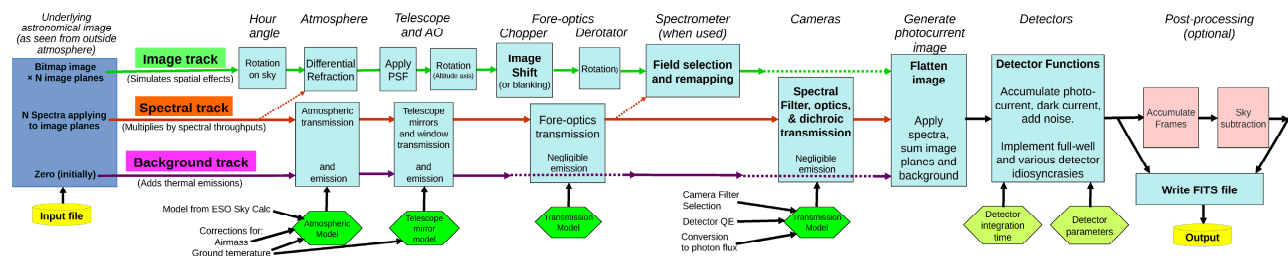 Underlying
astronomical image
(as seen from outside
atmosphere)
Hour
angle
Atmosphere
Telescope
and AO
Fore-optics
Chopper
Derotator
Spectrometer
(when used)
Cameras
Generate
photocurrent
image
Detectors
Post-processing
(optional)
Bitmap image
× N image planes
N Spectra applying
to image planes
Zero (initially)
Input file
Image track
(Simulates spatial effects)
Spectral track
(Multiplies by spectral throughputs)
Background track
(Adds thermal emissions)
Rotation
on sky
Differential
Refraction
Apply
PSF
Rotation
(Altitude axis)
Image
Shift
(or blanking)
Rotation)
Field selection
and remapping
Atmospheric
transmission
and
emission
Telescope
mirrors
and window
transmission
and
emission
Fore-optics
transmission
Negligible
emission
Spectral
Filter, optics,
& dichroic
transmission
Negligible
emission
Flatten
image
Apply
spectra,
sum image
planes and
background
Detector Functions
Accumulate photo-
current, dark current,
add noise.
Implement full-well
and various detector
idiosyncrasies
Accumulate
Frames
Sky
subtraction
Write FITS file
Output
Model from ESO Sky Calc
Corrections for:
Airmass
Ground temerature
Atmospheric
Model
Telescope
mirror
model
Transmission
Model
Camera Filter
Selection
Detector QE
Conversion
to photon flux
Transmission
Model
Detector
integration
time
Detector
parameters